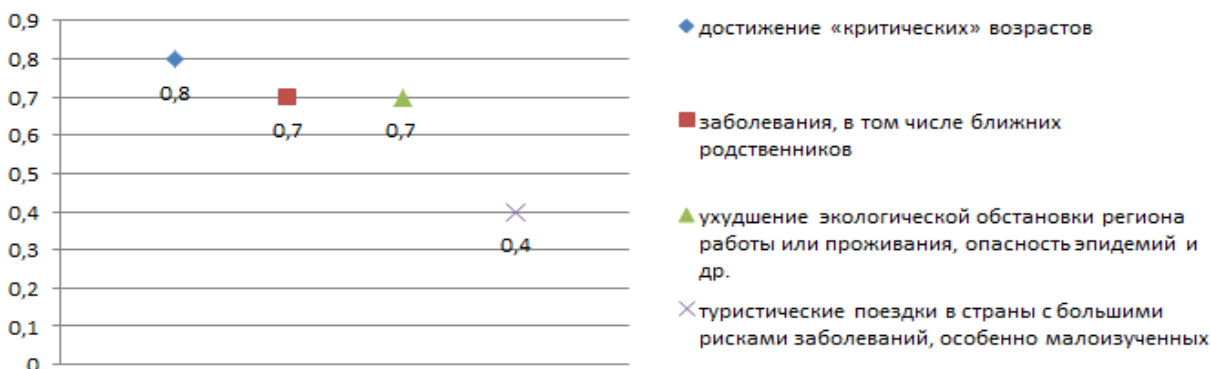 0,9
0,8
0,7
0,6
0,5
0,4
0,3
0,2
0,1
0
0,8
0,7
0,7
0,4
достижение «критических» возрастов
заболевания, в том числе ближних
родственников
ухудшение экологической обстановки региона
работы или проживания, опасность эпидемий и
др.
туристические поездки в страны с большими
рисками заболеваний, особенно малоизученных